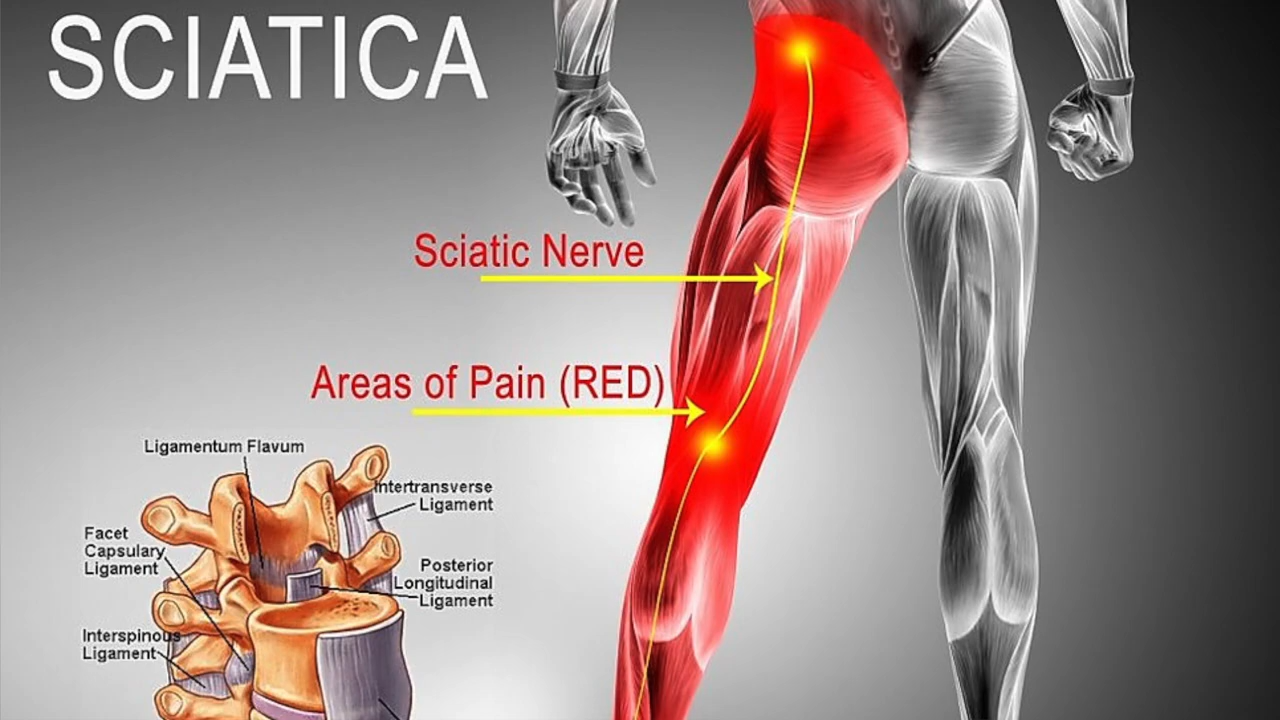 SCIATICA
Sciatic Nerve
Areas of Pain (RED)
Ligamentum Flavum
Intertransverse
Ligament
Facet
Capsulary
Ligament
Posterior
Longitudinal
Ligament
Interspinous
Ligament